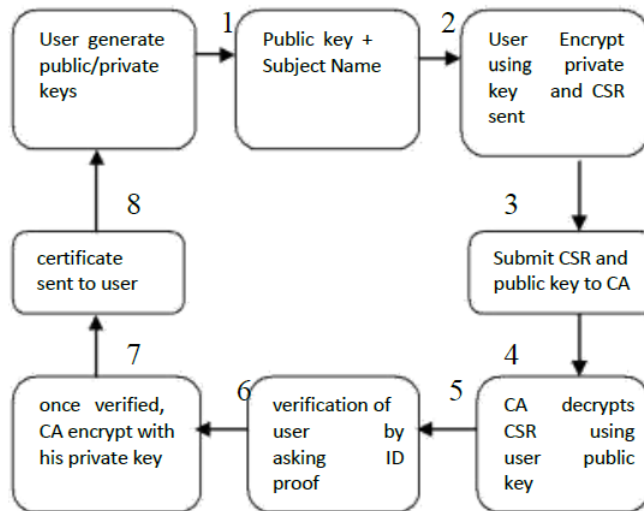 User generate
public/private
keys
1
Public key +
Subject Name
2
User Encrypt
using private
key and CSR
sent
3
Submit CSR and
public key to CA
4
CA decrypts
CSR using
user public
key
5
verification of
user by
asking ID
proof
6
once verified,
CA encrypt with
his private key
7
certificate
sent to user
8